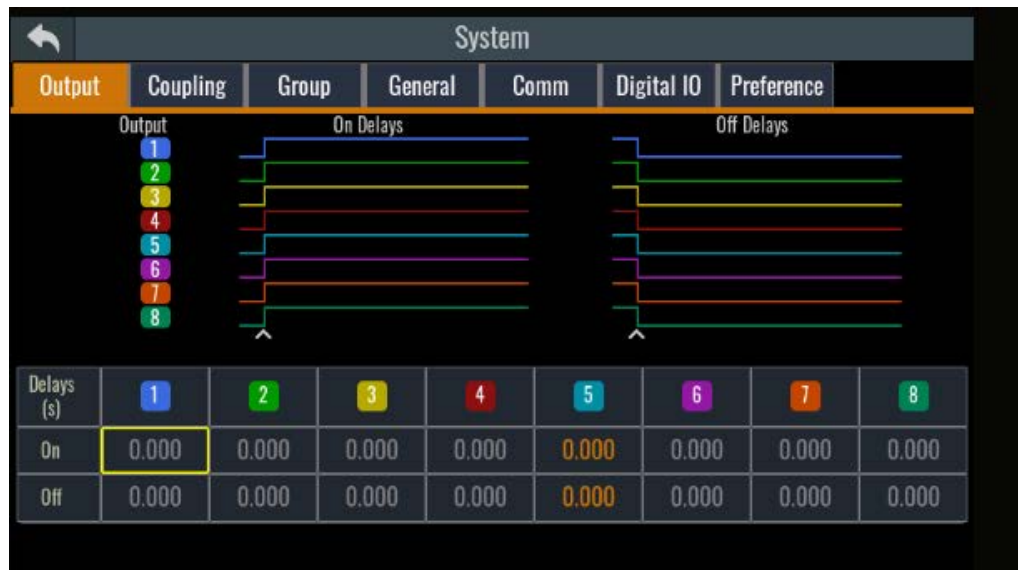 System
Output Coupling Group General Comm Digital IO Preference
Output On Delays Off Delays
1
2
3
4
5
6
7
8
Delays (s) 1 2 3 4 5 6 7 8
On 0.000 0.000 0.000 0.000 0.000 0.000 0.000 0.000
Off 0.000 0.000 0.000 0.000 0.000 0.000 0.000 0.000